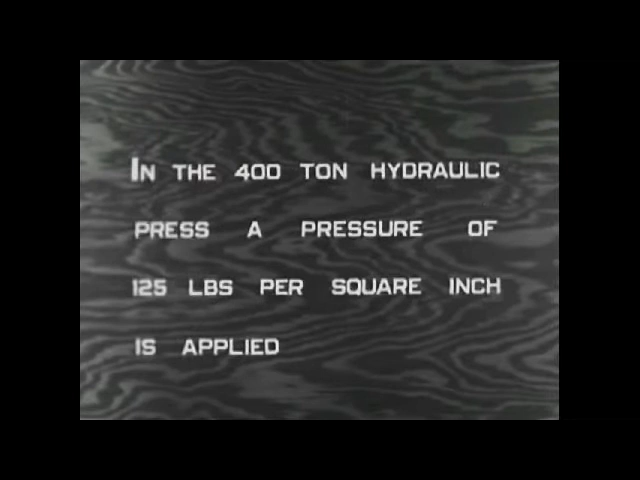 In the 400 ton hydraulic
press a pressure of
125 lbs per square inch
is applied